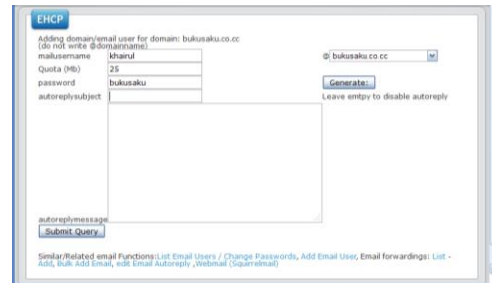 EHCP
Adding domain/email user for domain: bukusaku.co.cc
(do not write @domainname)
mailusername khairul @ bukusaku.co.cc
Quota (Mb) 25
password bukusaku Generate:
autoreplysubject Leave emtpy to disable autoreply
autoreplymessage
Submit Query
Similar/Related email Functions:List Email Users / Change Passwords, Add Email User, Email forwardings: List -
Add, Bulk Add Email, edit Email Autoreply ,Webmail (Squirrelmail)